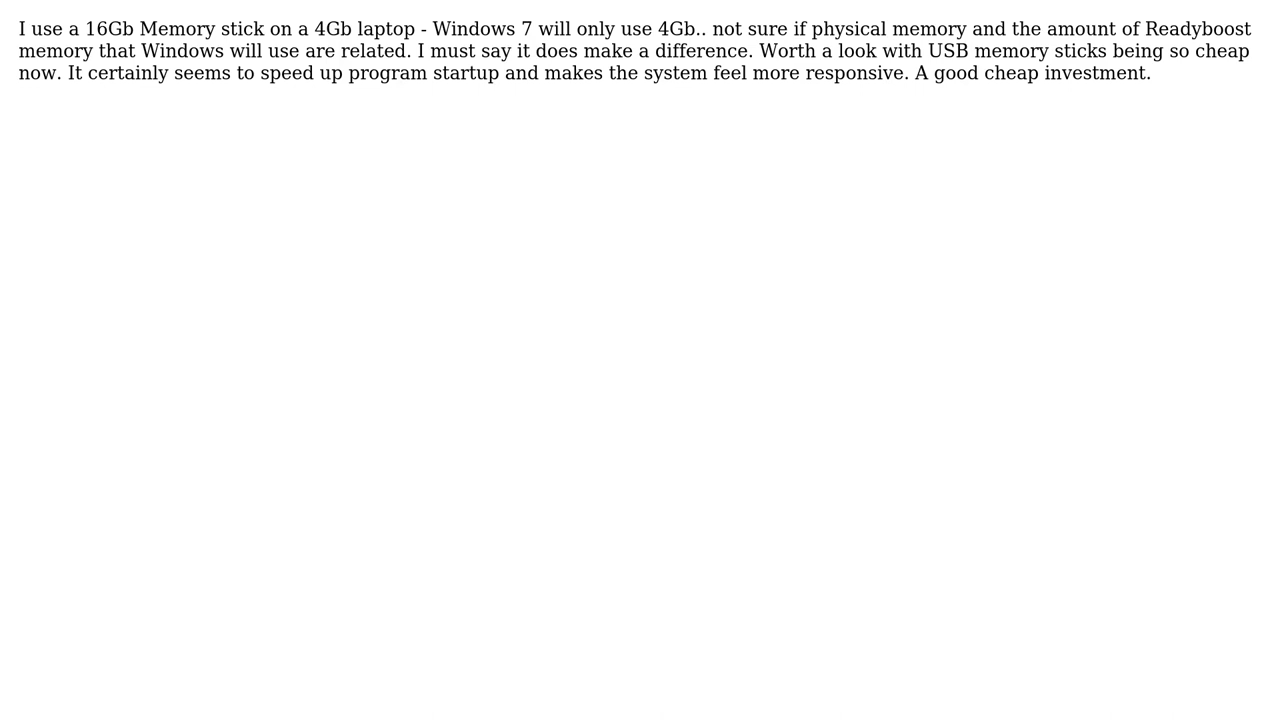 I use a 16Gb Memory stick on a 4Gb laptop - Windows 7 will only use 4Gb.. not sure if physical memory and the amount of Readyboost
memory that Windows will use are related. I must say it does make a difference. Worth a look with USB memory sticks being so cheap
now. It certainly seems to speed up program startup and makes the system feel more responsive. A good cheap investment.